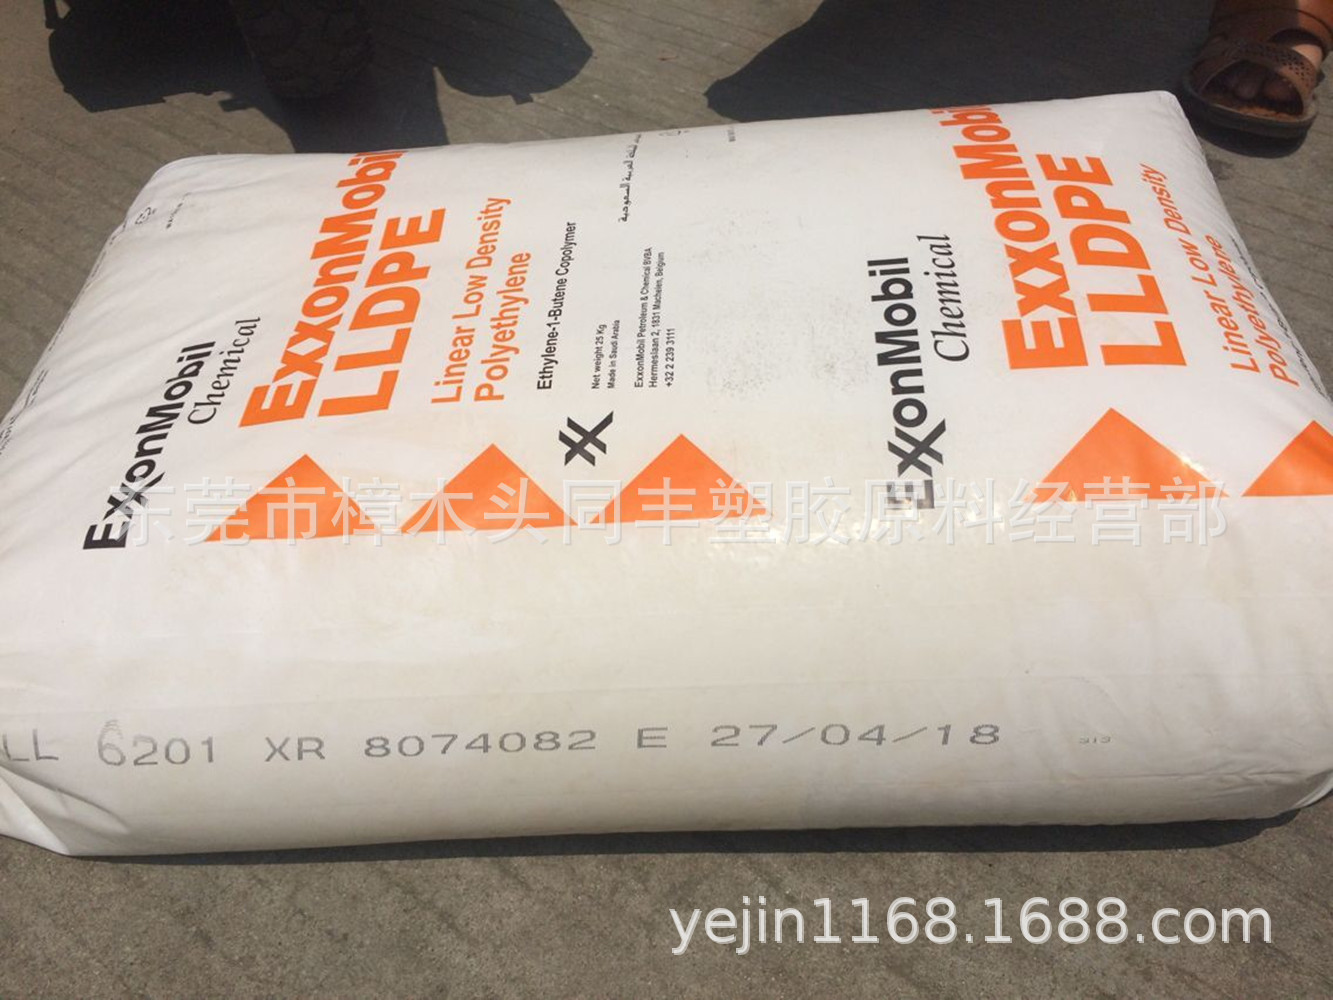 ExxonMobil
Chemical
ExxonMobil
LLDPE
Linear Low Density
Polyethylene
Ethylene-1-Butene Copolymer
Net weight 25 Kg
Made in Saudi Arabia
ExxonMobil Petroleum & Chemical BVBA
Hermeslaan 2, 1831 Machelen, Belgium
+32 2 239 3111
ExxonMobil
Chemical
ExxonMobil
LLDPE
Linear Low Density
Polyethylene
东莞市樟木头同丰塑胶原料经营部
LL 6201 XR 8074082 E 27/04/18
yejin1168.1688.com